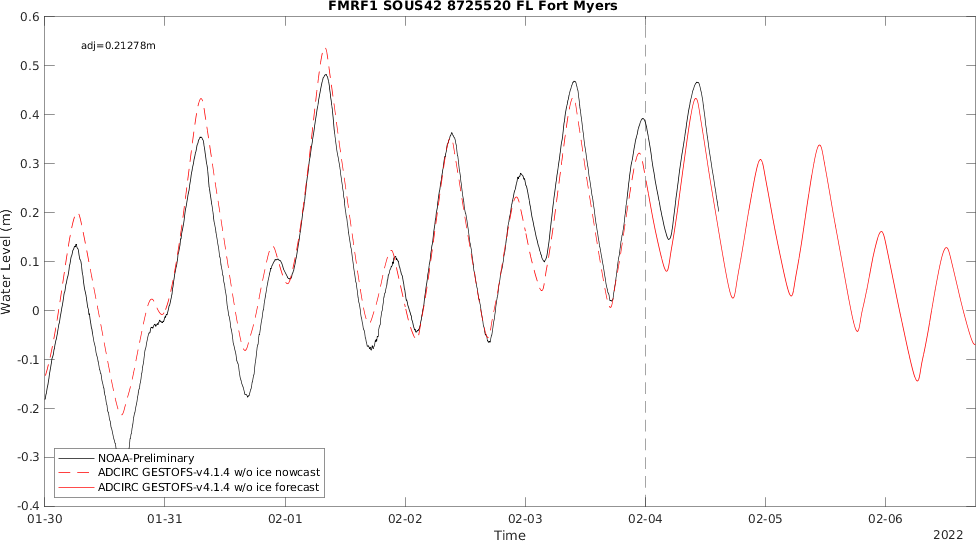 FMRF1 SOUS42 8725520 FL Fort Myers
adj=0.21278m
0.6
0.5
0.4
0.3
0.2
0.1
0
-0.1
-0.2
-0.3
-0.4
Water Level (m)
NOAA-Preliminary
ADCIRC GESTOFS-v4.1.4 w/o ice nowcast
ADCIRC GESTOFS-v4.1.4 w/o ice forecast
01-30 01-31 02-01 02-02 02-03 02-04 02-05 02-06
Time
2022